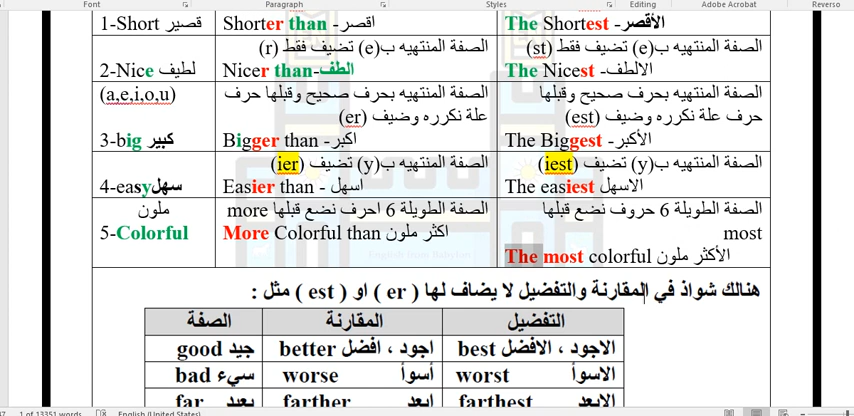 Font Paragraph Styles Editing Adobe Acrobat Reverso
1-Short قصير Shorter than -اقصر The Shortest -الأقصر
2-Nice لطيف
الصفة المنتهيه ب(e) تضيف فقط (r)
Nicer than-الطف
الصفة المنتهيه ب(e) تضيف فقط (st)
The Nicest - الالطف
(a,e,i,o,u)
3-big كبير
الصفة المنتهيه بحرف صحيح وقبلها حرف
علة نكرره وضيف (er)
Bigger than -اكبر
الصفة المنتهيه بحرف صحيح وقبلها
حرف علة نكرره وضيف (est)
The Biggest -الأكبر
4-easyسهل
الصفة المنتهيه ب(y) تضيف (ier)
Easier than - اسهل
الصفة المنتهيه ب(y) تضيف (iest)
The easiest الاسهل
ملون
5-Colorful
الصفة الطويلة 6 احرف نضع قبلها more
More Colorful than اكثر ملون
الصفة الطويلة 6 حروف نضع قبلها
most
The most colorful الأكثر ملون
هنالك شواذ في المقارنة والتفضيل لا يضاف لها ( er ) او ( est ) مثل :
الصفة المقارنة التفضيل
جيد good اجود ، افضل better الاجود ، الافضل best
سيء bad أسوأ worse الاسوأ worst
بعيد far ابعد farther الابعد farthest
1 of 13351 words English (United States)